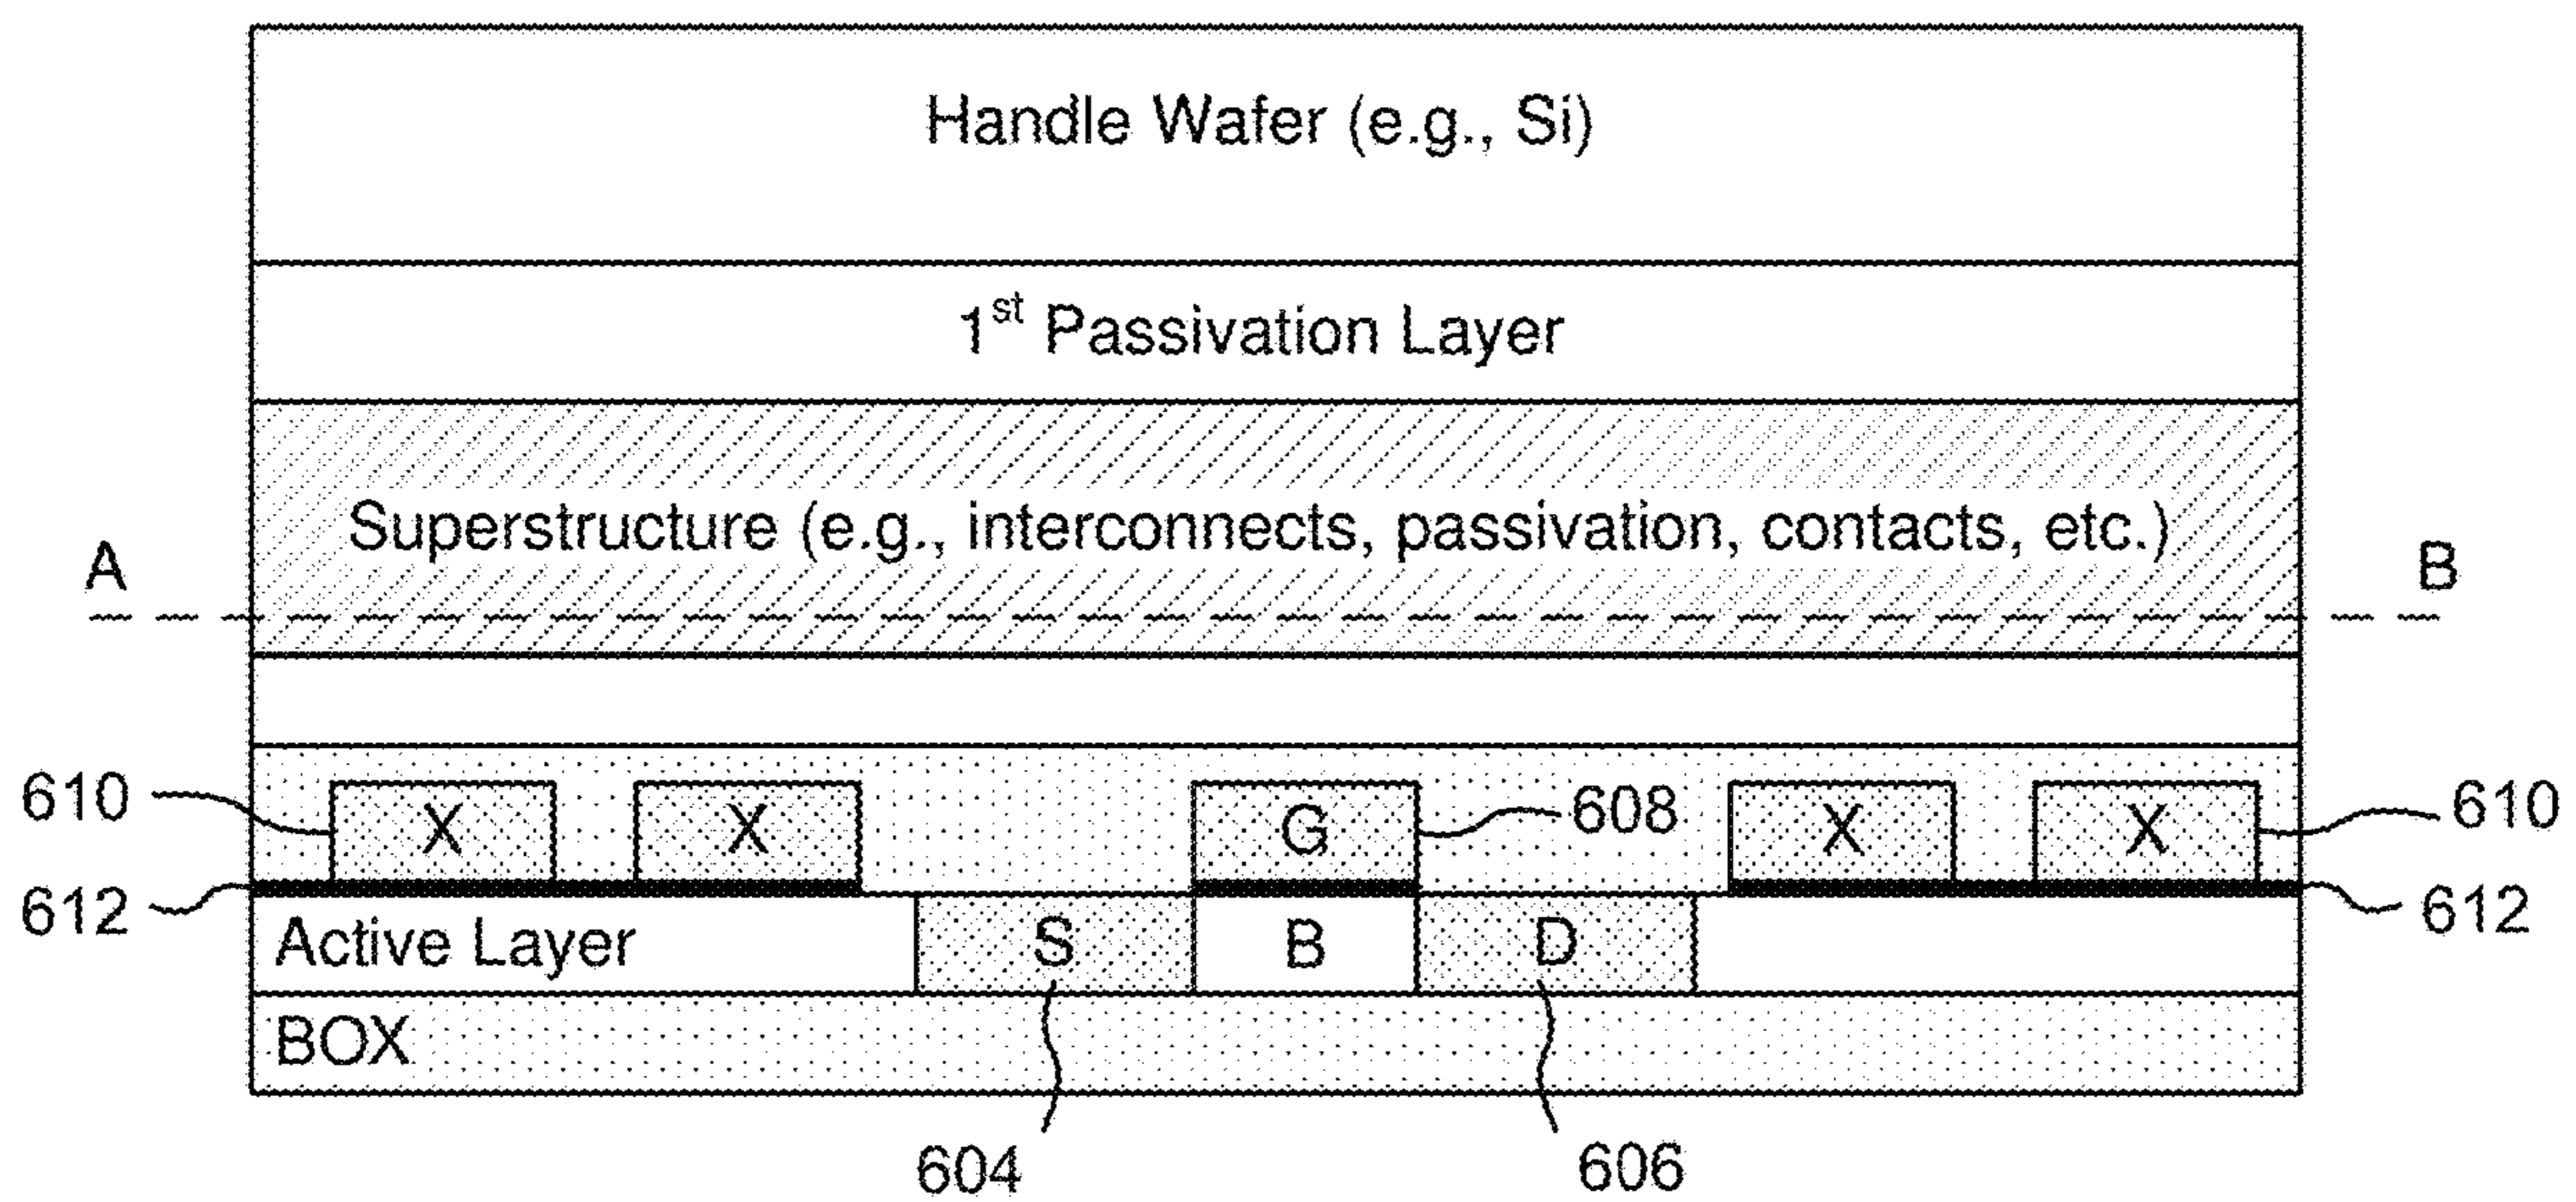 Handle Wafer (e.g., Si)
1st Passivation Layer
Superstructure (e.g., interconnects, passivation, contacts, etc.)
A B
610 X X G 608 X X 610
612 612
Active Layer S B D
BOX
604 606